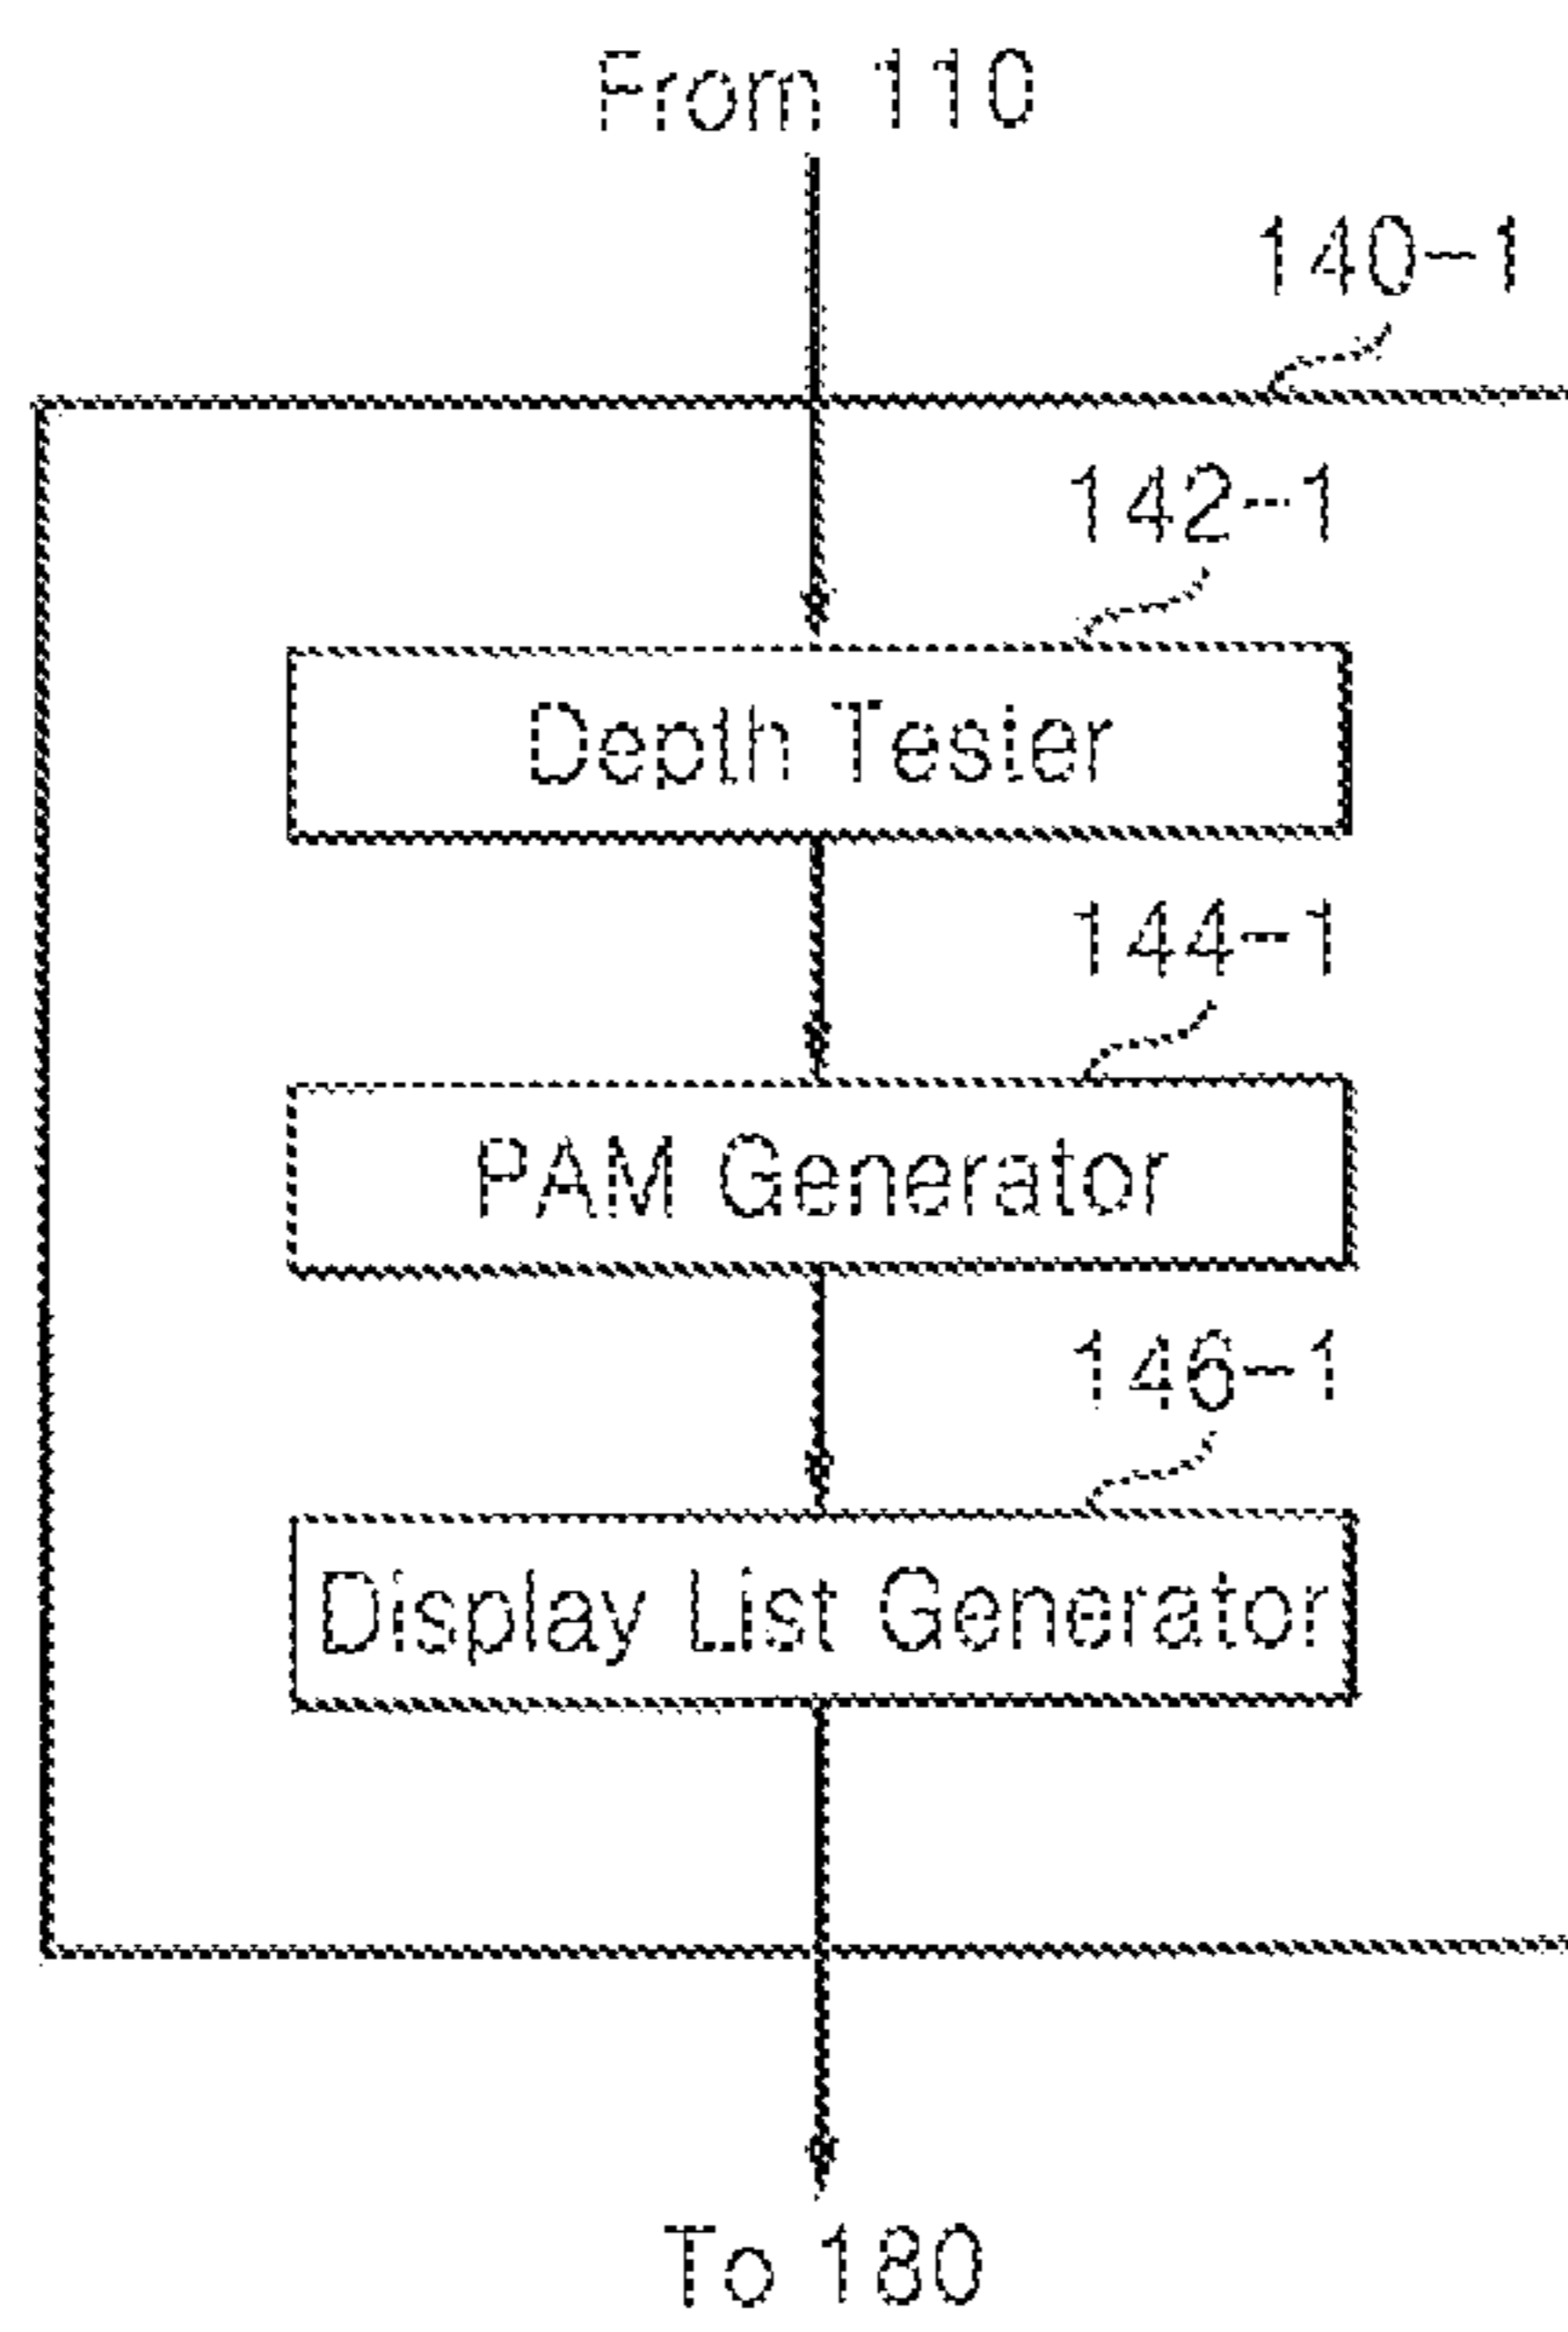 From 110
140-1
142-1
Depth Tester
144-1
PAM Generator
146-1
Display List Generator
To 180